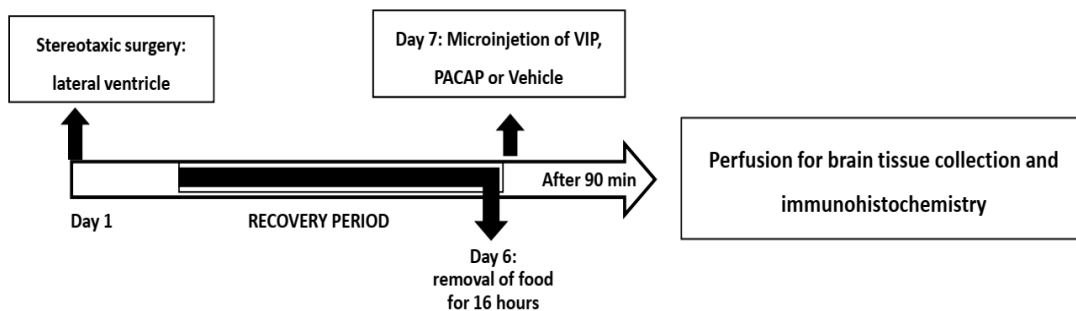 Stereotaxic surgery:
lateral ventricle
Day 7: Microinjetion of VIP,
PACAP or Vehicle
After 90 min
Perfusion for brain tissue collection and
immunohistochemistry
Day 1
RECOVERY PERIOD
Day 6:
removal of food
for 16 hours